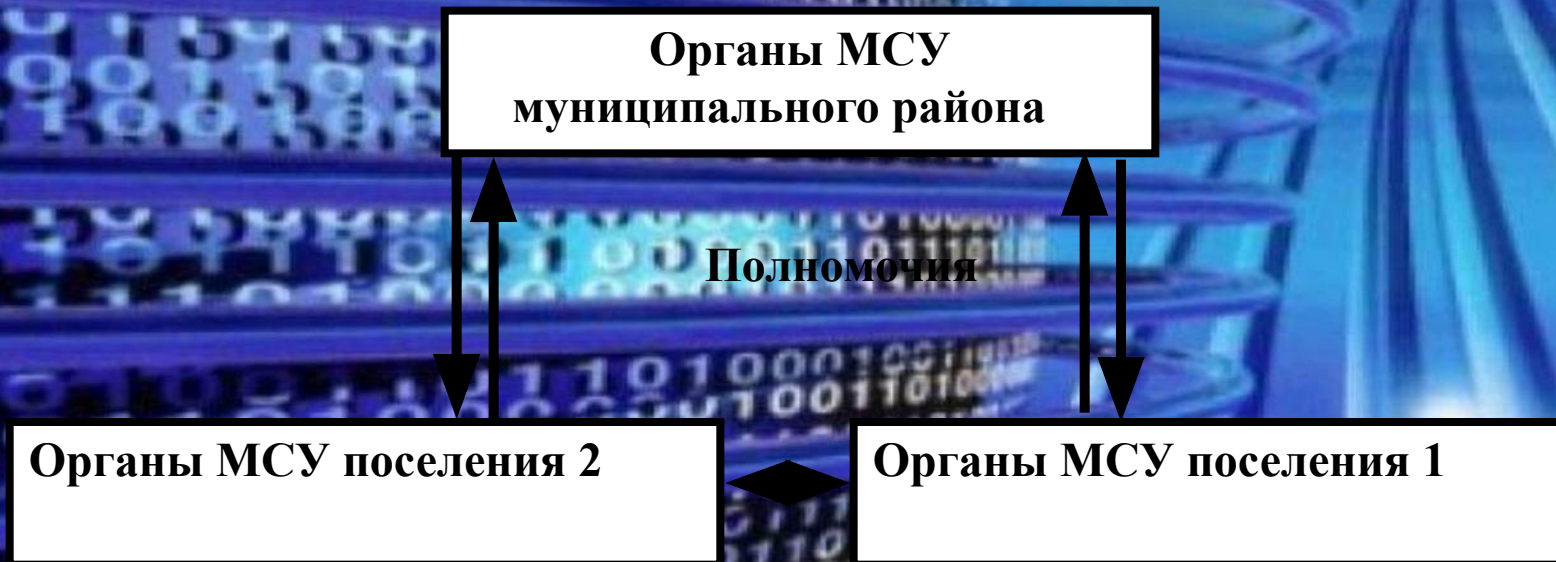 Органы МСУ
муниципального района
Полномочия
Органы МСУ поселения 2
Органы МСУ поселения 1